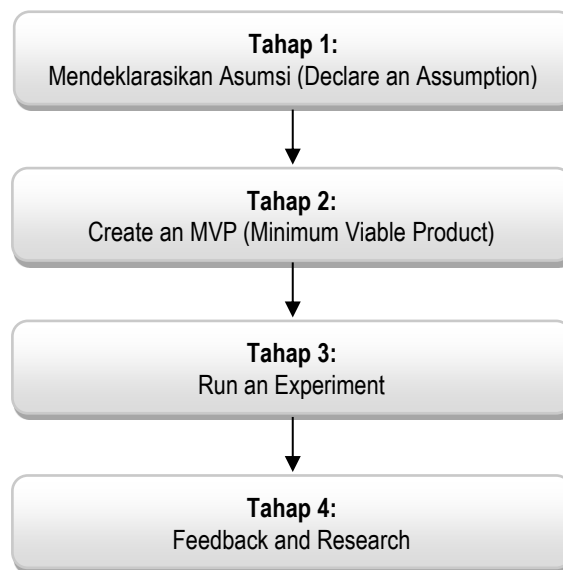 Tahap 1:
Mendeklarasikan Asumsi (Declare an Assumption)
Tahap 2:
Create an MVP (Minimum Viable Product)
Tahap 3:
Run an Experiment
Tahap 4:
Feedback and Research